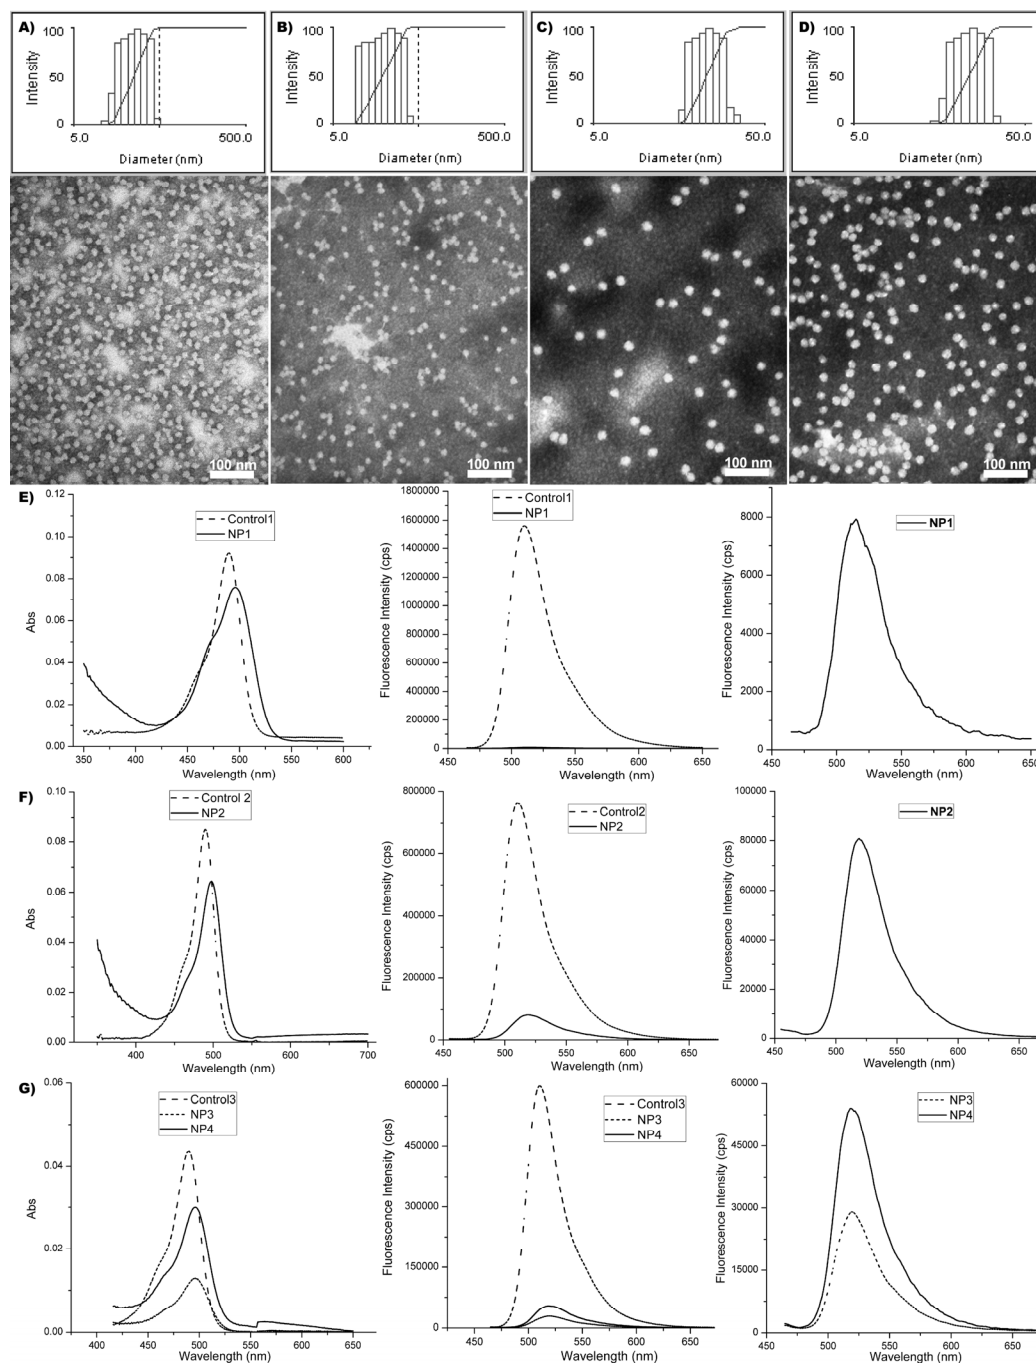 A)
Intensity
100
50
0
5.0
500.0
Diameter (nm)
B)
Intensity
100
50
0
5.0
500.0
Diameter (nm)
C)
Intensity
100
50
0
5.0
50.0
Diameter (nm)
D)
Intensity
100
50
0
5.0
50.0
Diameter (nm)
100 nm
100 nm
100 nm
100 nm
E)
Abs
0.12
0.10
0.08
0.06
0.04
0.02
0.00
350 400 450 500 550 600
Wavelength (nm)
Control1
NP1
Fluorescence Intensity (cps)
1800000
1600000
1400000
1200000
1000000
800000
600000
400000
200000
0
450 500 550 600 650
Wavelength (nm)
Control1
NP1
Fluorescence Intensity (cps)
8000
6000
4000
2000
0
450 500 550 600 650
Wavelength (nm)
NP1
F)
Abs
0.10
0.08
0.06
0.04
0.02
0.00
400 500 600 700
Wavelength (nm)
Control 2
NP2
Fluorescence Intensity (cps)
800000
600000
400000
200000
0
450 500 550 600 650
Wavelength (nm)
Control2
NP2
Fluorescence Intensity (cps)
100000
80000
60000
40000
20000
0
450 500 550 600 650
Wavelength (nm)
NP2
G)
Abs
0.06
0.04
0.02
0.00
400 450 500 550 600 650
Wavelength (nm)
Control3
NP3
NP4
Fluorescence Intensity (cps)
600000
450000
300000
150000
0
450 500 550 600 650
Wavelength (nm)
Control3
NP3
NP4
Fluorescence Intensity (cps)
60000
45000
30000
15000
0
450 500 550 600 650
Wavelength (nm)
NP3
NP4